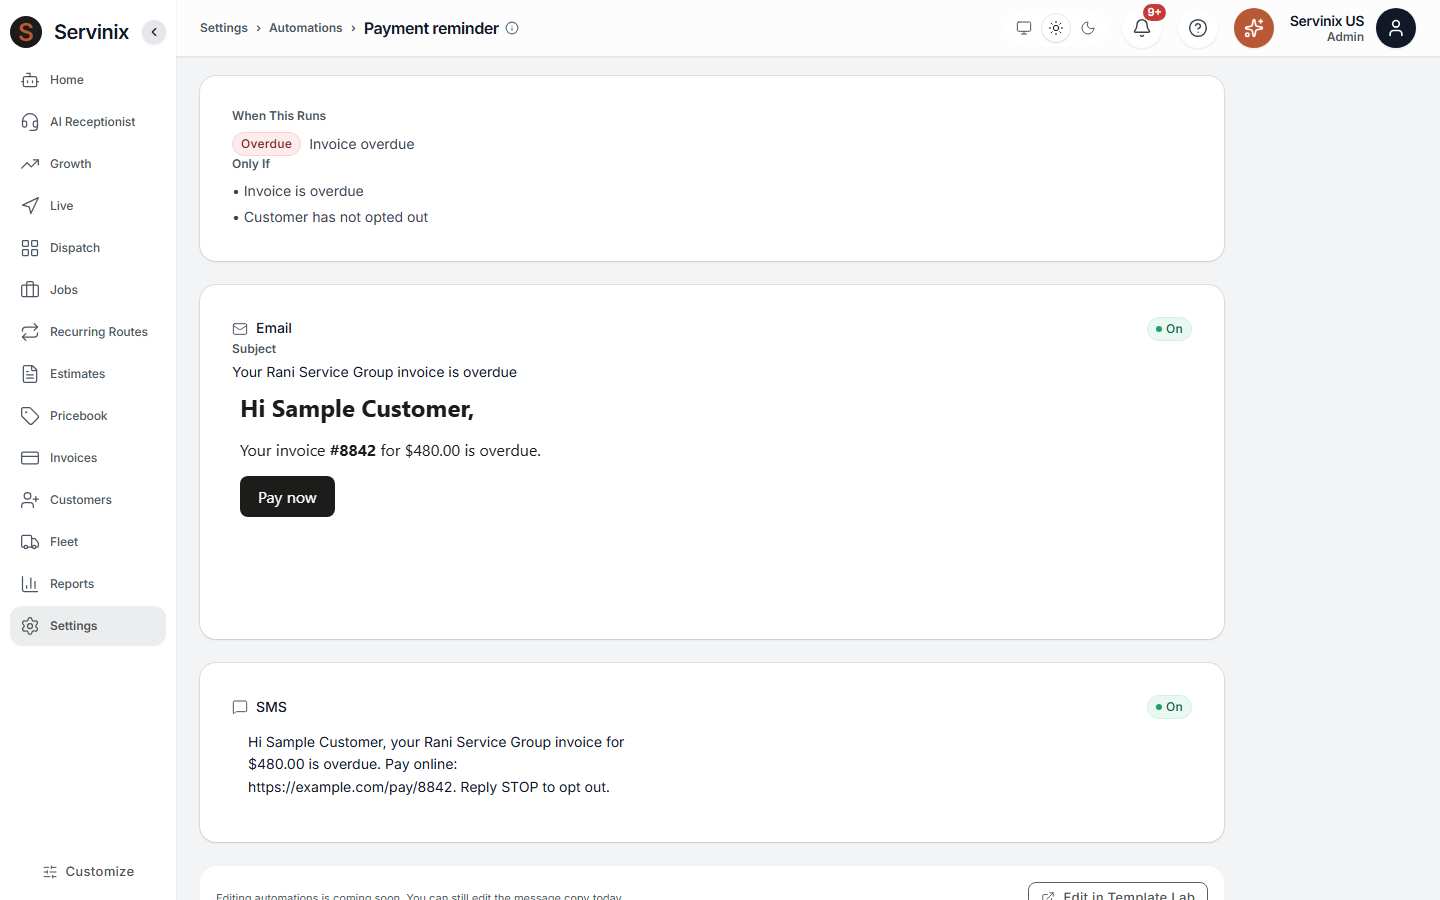 S Servinix
Settings › Automations › Payment reminder
9+
Servinix US
Admin
Home
AI Receptionist
Growth
Live
Dispatch
Jobs
Recurring Routes
Estimates
Pricebook
Invoices
Customers
Fleet
Reports
Settings
Customize
When This Runs
Overdue Invoice overdue
Only If
• Invoice is overdue
• Customer has not opted out
Email
On
Subject
Your Rani Service Group invoice is overdue
Hi Sample Customer,
Your invoice #8842 for $480.00 is overdue.
Pay now
SMS
On
Hi Sample Customer, your Rani Service Group invoice for
$480.00 is overdue. Pay online:
https://example.com/pay/8842. Reply STOP to opt out.
Editing automations is coming soon. You can still edit the message copy today.
Edit in Template Lab